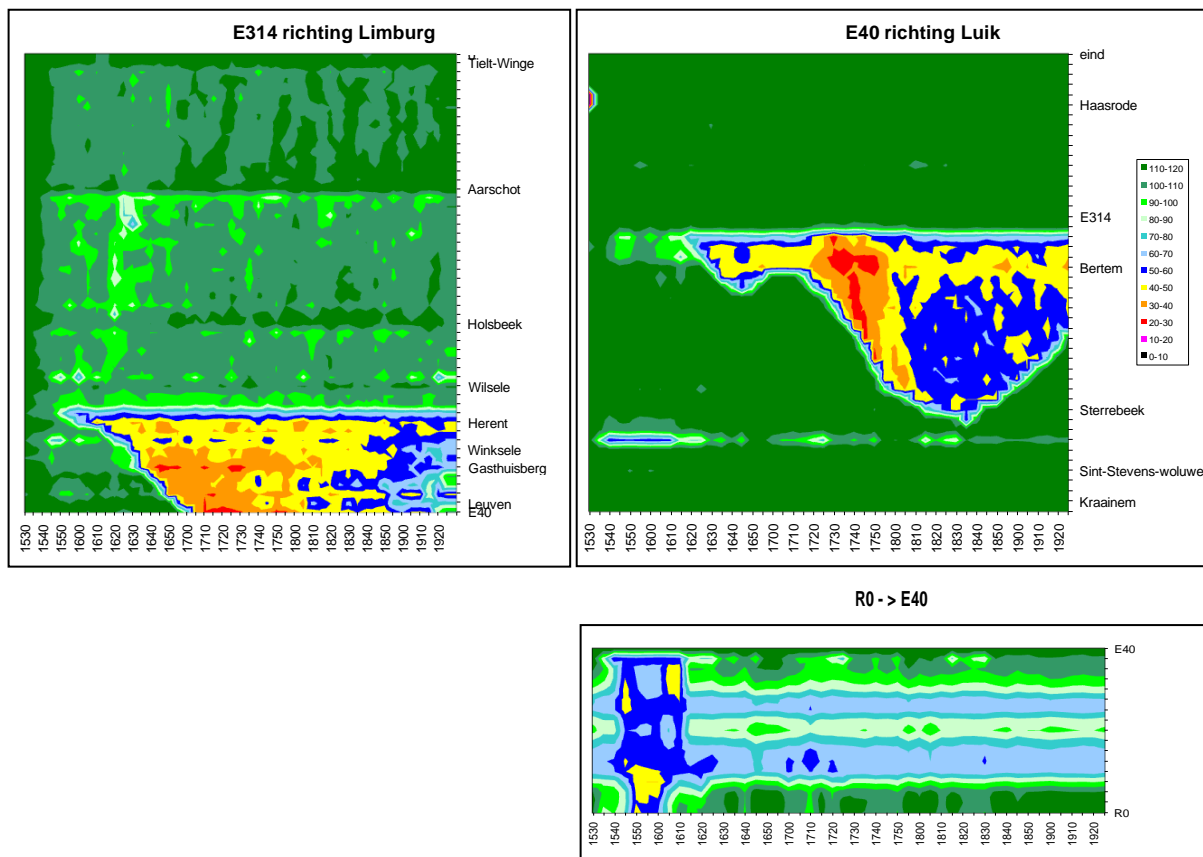 E314 richting Limburg
Tielt-Winge
Aarschot
Holsbeek
Wilsele
Herent
Winksele
Gasthuisberg
Leuven
E40
1530 1540 1550 1600 1610 1620 1630 1640 1650 1700 1710 1720 1730 1740 1750 1800 1810 1820 1830 1840 1850 1900 1910 1920
E40 richting Luik
eind
Haasrode
E314
Bertem
Sterrebeek
Sint-Stevens-woluwe
Kraainem
1530 1540 1550 1600 1610 1620 1630 1640 1650 1700 1710 1720 1730 1740 1750 1800 1810 1820 1830 1840 1850 1900 1910 1920
110-120
100-110
90-100
80-90
70-80
60-70
50-60
40-50
30-40
20-30
10-20
0-10
R0 - > E40
E40
R0
1530 1540 1550 1600 1610 1620 1630 1640 1650 1700 1710 1720 1730 1740 1750 1800 1810 1820 1830 1840 1850 1900 1910 1920